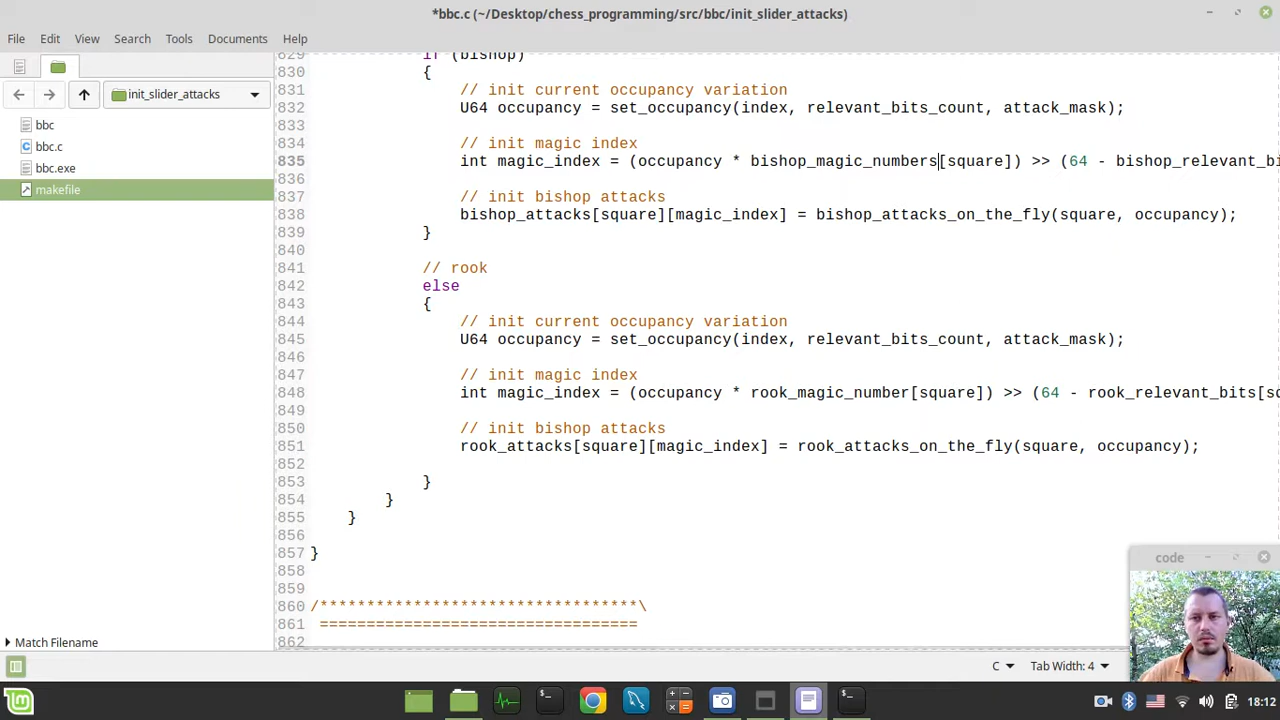 *bbc.c (~/Desktop/chess_programming/src/bbc/init_slider_attacks)
File Edit View Search Tools Documents Help
init_slider_attacks
bbc
bbc.c
bbc.exe
makefile
Match Filename
829 if (bishop)
830 {
831 // init current occupancy variation
832 U64 occupancy = set_occupancy(index, relevant_bits_count, attack_mask);
833
834 // init magic index
835 int magic_index = (occupancy * bishop_magic_numbers[square]) >> (64 - bishop_relevant_bi
836
837 // init bishop attacks
838 bishop_attacks[square][magic_index] = bishop_attacks_on_the_fly(square, occupancy);
839 }
840
841 // rook
842 else
843 {
844 // init current occupancy variation
845 U64 occupancy = set_occupancy(index, relevant_bits_count, attack_mask);
846
847 // init magic index
848 int magic_index = (occupancy * rook_magic_number[square]) >> (64 - rook_relevant_bits[sq
849
850 // init bishop attacks
851 rook_attacks[square][magic_index] = rook_attacks_on_the_fly(square, occupancy);
852
853 }
854 }
855 }
856
857 }
858
859
860 /**********************************\
861 ==================================
862
code
C Tab Width: 4
18:12